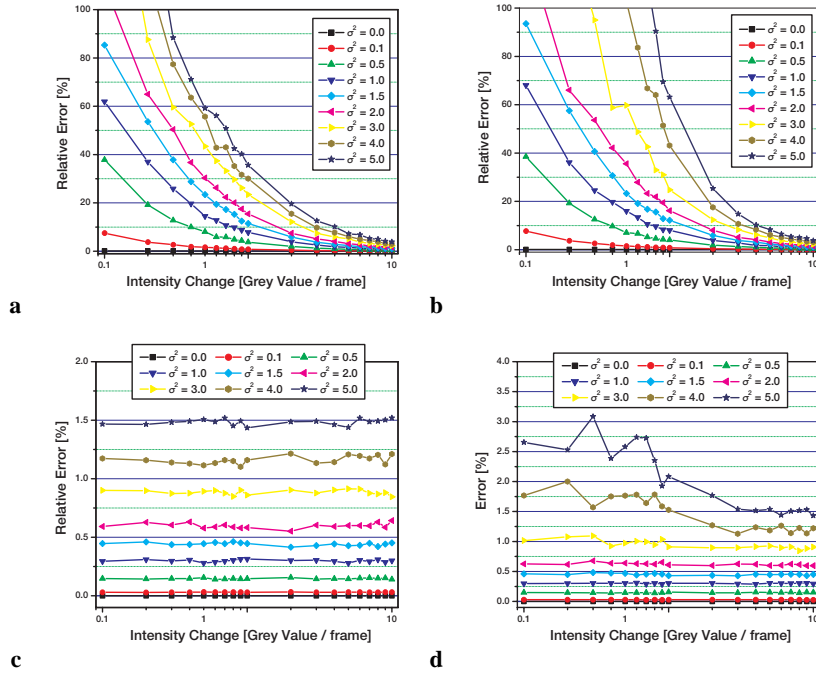 100
80
60
40
20
0
Relative Error [%]
σ² = 0.0
σ² = 0.1
σ² = 0.5
σ² = 1.0
σ² = 1.5
σ² = 2.0
σ² = 3.0
σ² = 4.0
σ² = 5.0
0.1 1 10
Intensity Change [Grey Value / frame]
a
100
80
60
40
20
0
Relative Error [%]
σ² = 0.0
σ² = 0.1
σ² = 0.5
σ² = 1.0
σ² = 1.5
σ² = 2.0
σ² = 3.0
σ² = 4.0
σ² = 5.0
0.1 1 10
Intensity Change [Grey Value / frame]
b
σ² = 0.0 σ² = 0.1 σ² = 0.5
σ² = 1.0 σ² = 1.5 σ² = 2.0
σ² = 3.0 σ² = 4.0 σ² = 5.0
2.0
1.5
1.0
0.5
0.0
Relative Error [%]
0.1 1 10
Intensity Change [Grey Value / frame]
c
σ² = 0.0 σ² = 0.1 σ² = 0.5
σ² = 1.0 σ² = 1.5 σ² = 2.0
σ² = 3.0 σ² = 4.0 σ² = 5.0
4.0
3.5
3.0
2.5
2.0
1.5
1.0
0.5
0.0
Error [%]
0.1 1 10
Intensity Change [Grey Value / frame]
d